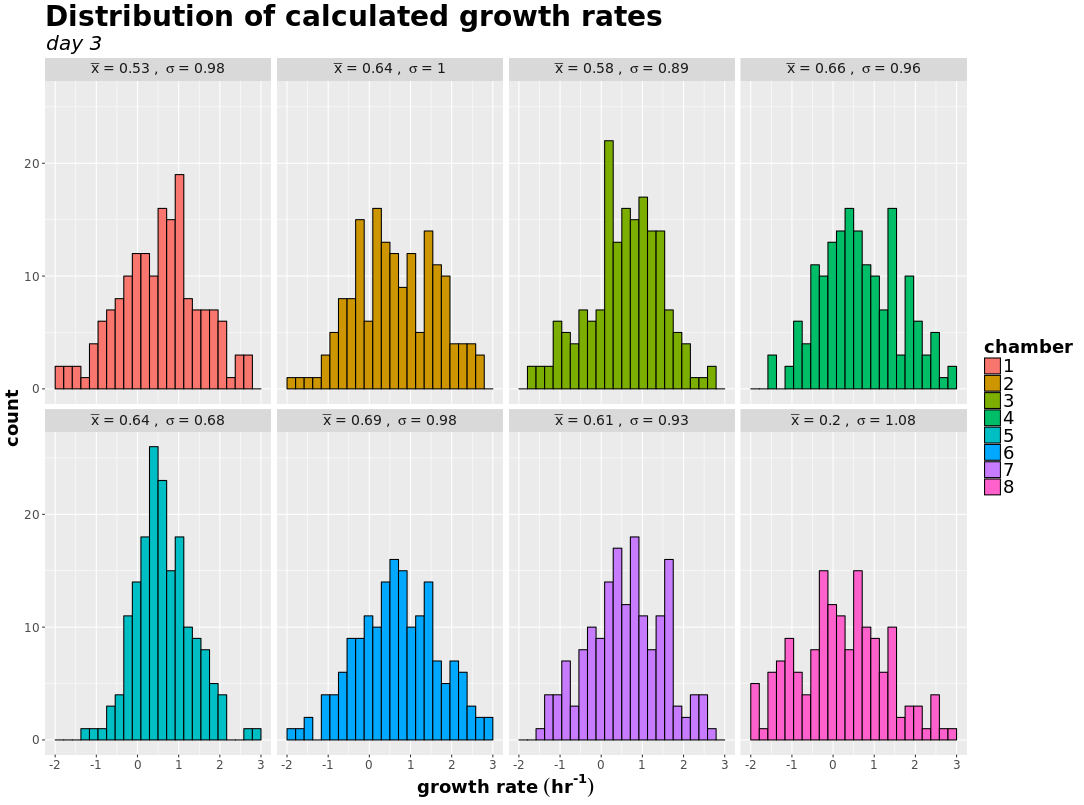 Distribution of calculated growth rates
day 3
x̅ = 0.53 , σ = 0.98
x̅ = 0.64 , σ = 1
x̅ = 0.58 , σ = 0.89
x̅ = 0.66 , σ = 0.96
20
10
0
count
chamber
1
2
3
4
5
6
7
8
x̅ = 0.64 , σ = 0.68
x̅ = 0.69 , σ = 0.98
x̅ = 0.61 , σ = 0.93
x̅ = 0.2 , σ = 1.08
20
10
0
-2 -1 0 1 2 3
-2 -1 0 1 2 3
-2 -1 0 1 2 3
-2 -1 0 1 2 3
growth rate (hr⁻¹)